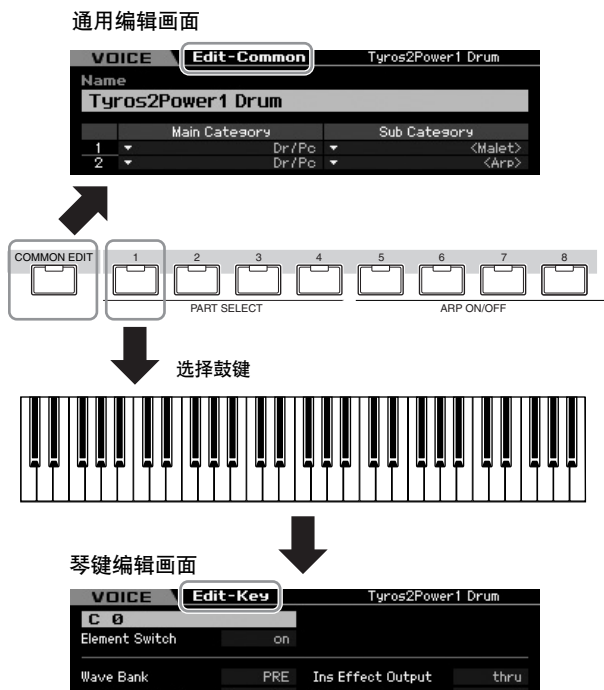 通用编辑画面
VOICE Edit-Common Tyros2Power1 Drum
Name
Tyros2Power1 Drum
Main Category Sub Category
1 Dr/Pc <Malet>
2 Dr/Pc <Arp>
COMMON EDIT 1 2 3 4 5 6 7 8
PART SELECT ARP ON/OFF
选择鼓键
琴键编辑画面
VOICE Edit-Key Tyros2Power1 Drum
C 0
Element Switch on
Wave Bank PRE Ins Effect Output thru